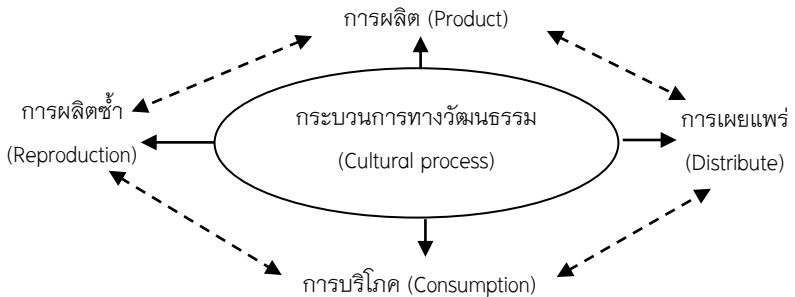 การผลิต (Product)
การผลิตซ้ำ
(Reproduction)
กระบวนการทางวัฒนธรรม
(Cultural process)
การเผยแพร่
(Distribute)
การบริโภค (Consumption)